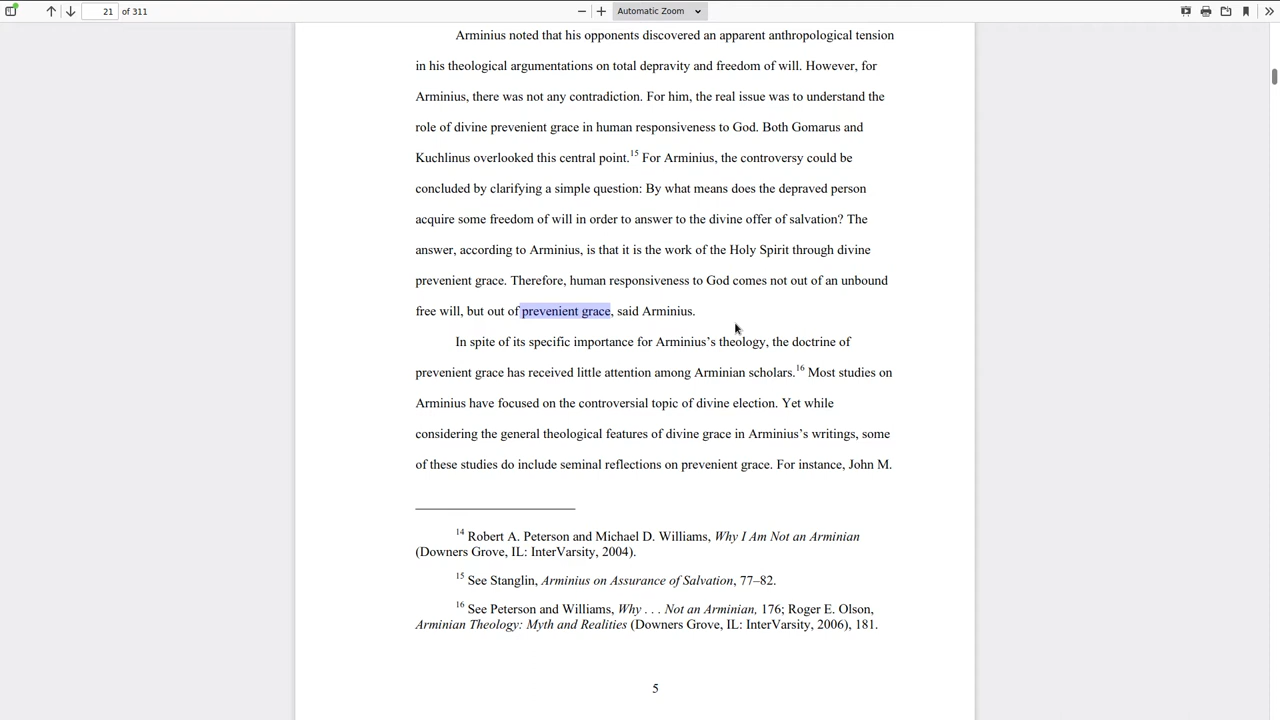 21 of 311
Automatic Zoom
Arminius noted that his opponents discovered an apparent anthropological tension
in his theological argumentations on total depravity and freedom of will. However, for
Arminius, there was not any contradiction. For him, the real issue was to understand the
role of divine prevenient grace in human responsiveness to God. Both Gomarus and
Kuchlinus overlooked this central point.15 For Arminius, the controversy could be
concluded by clarifying a simple question: By what means does the depraved person
acquire some freedom of will in order to answer to the divine offer of salvation? The
answer, according to Arminius, is that it is the work of the Holy Spirit through divine
prevenient grace. Therefore, human responsiveness to God comes not out of an unbound
free will, but out of prevenient grace, said Arminius.
In spite of its specific importance for Arminius’s theology, the doctrine of
prevenient grace has received little attention among Arminian scholars.16 Most studies on
Arminius have focused on the controversial topic of divine election. Yet while
considering the general theological features of divine grace in Arminius’s writings, some
of these studies do include seminal reflections on prevenient grace. For instance, John M.
14 Robert A. Peterson and Michael D. Williams, Why I Am Not an Arminian
(Downers Grove, IL: InterVarsity, 2004).
15 See Stanglin, Arminius on Assurance of Salvation, 77–82.
16 See Peterson and Williams, Why . . . Not an Arminian, 176; Roger E. Olson,
Arminian Theology: Myth and Realities (Downers Grove, IL: InterVarsity, 2006), 181.
5